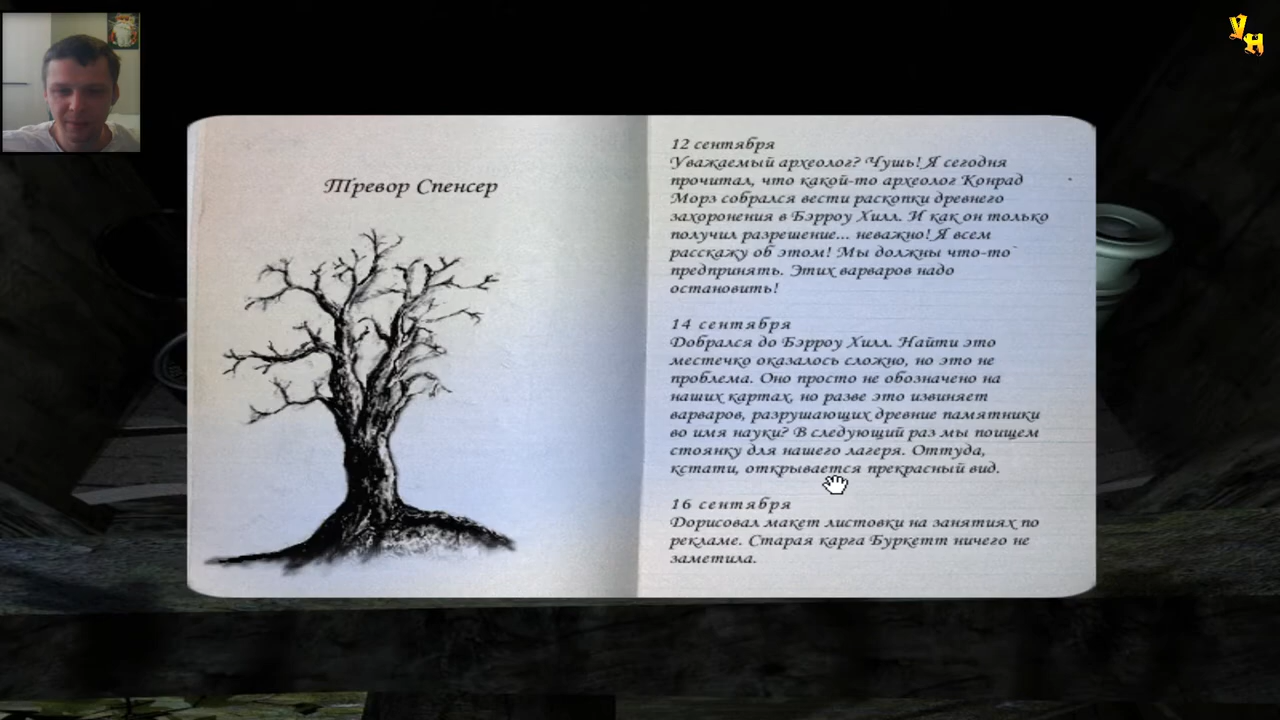 УН
Тревор Спенсер
12 сентября
Уважаемый археолог? Чушь! Я сегодня
прочитал, что какой-то археолог Конрад
Морз собрался вести раскопки древнего
захоронения в Бэрроу Хилл. И как он только
получил разрешение... неважно! Я всем
расскажу об этом! Мы должны что-то
предпринять. Этих варваров надо
остановить!
14 сентября
Добрался до Бэрроу Хилл. Найти это
местечко оказалось сложно, но это не
проблема. Оно просто не обозначено на
наших картах, но разве это извиняет
варваров, разрушающих древние памятники
во имя науки? В следующий раз мы поищем
стоянку для нашего лагеря. Оттуда,
кстати, открывается прекрасный вид.
16 сентября
Дорисовал макет листовки на занятиях по
рекламе. Старая карга Буркетт ничего не
заметила.